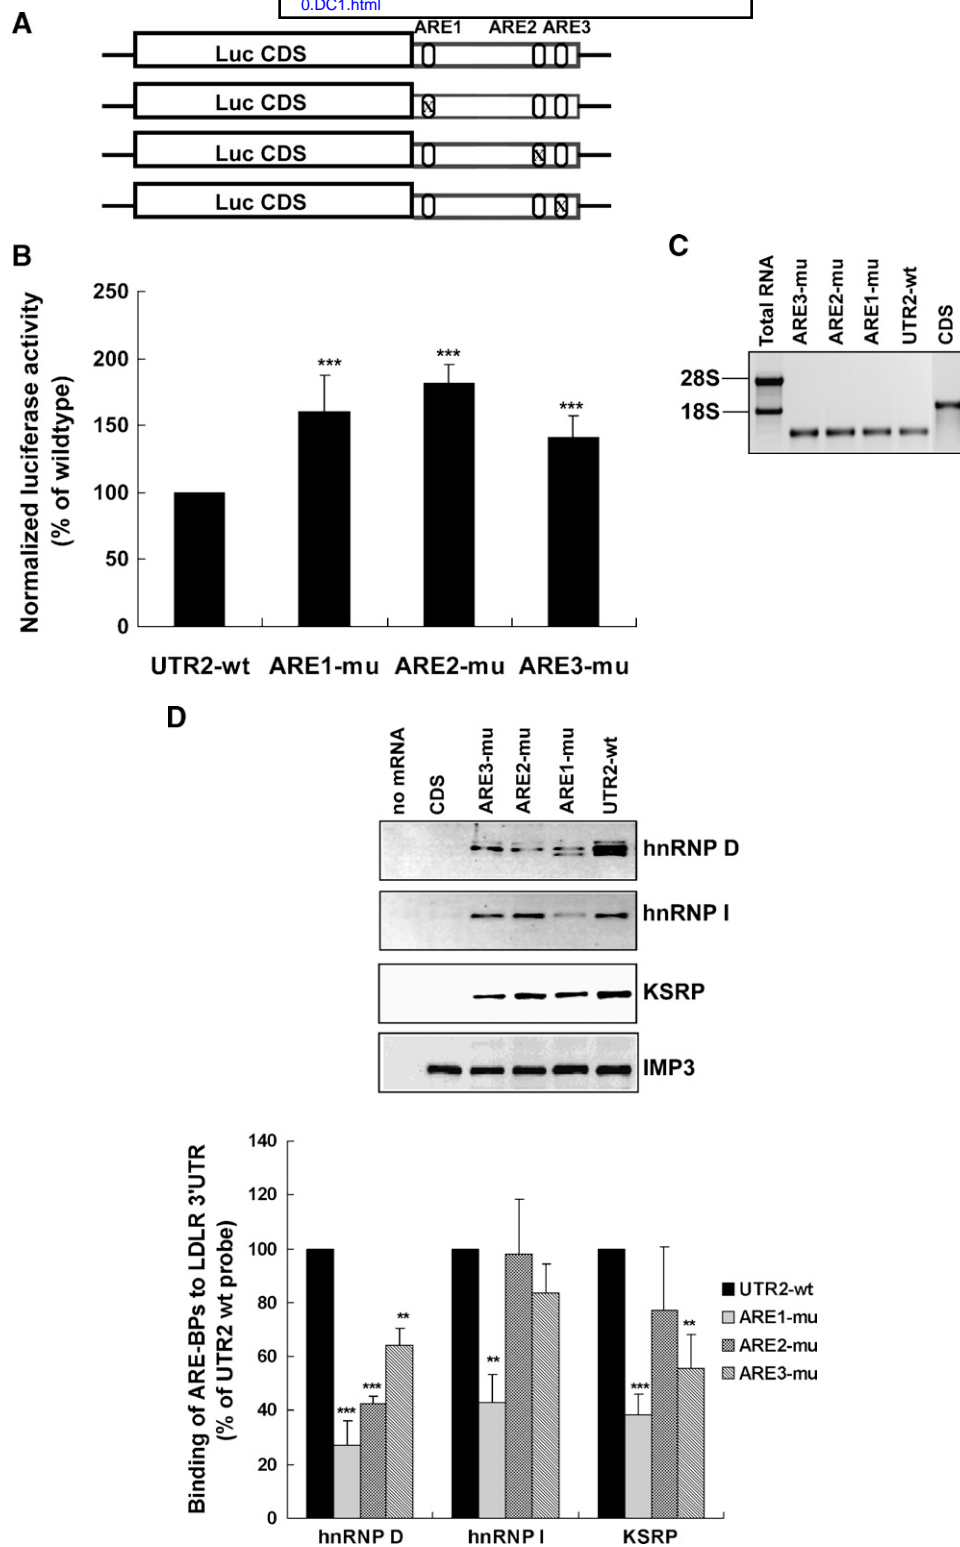 0.DC1.html
A
ARE1 ARE2 ARE3
Luc CDS
Luc CDS
X
Luc CDS
X
Luc CDS
X
B
Normalized luciferase activity
(% of wildtype)
250
200
150
100
50
0
***
***
***
UTR2-wt ARE1-mu ARE2-mu ARE3-mu
C
Total RNA
ARE3-mu
ARE2-mu
ARE1-mu
UTR2-wt
CDS
28S
18S
D
no mRNA
CDS
ARE3-mu
ARE2-mu
ARE1-mu
UTR2-wt
hnRNP D
hnRNP I
KSRP
IMP3
Binding of ARE-BPs to LDLR 3'UTR
(% of UTR2 wt probe)
140
120
100
80
60
40
20
0
***
***
**
**
***
**
UTR2-wt
ARE1-mu
ARE2-mu
ARE3-mu
hnRNP D hnRNP I KSRP